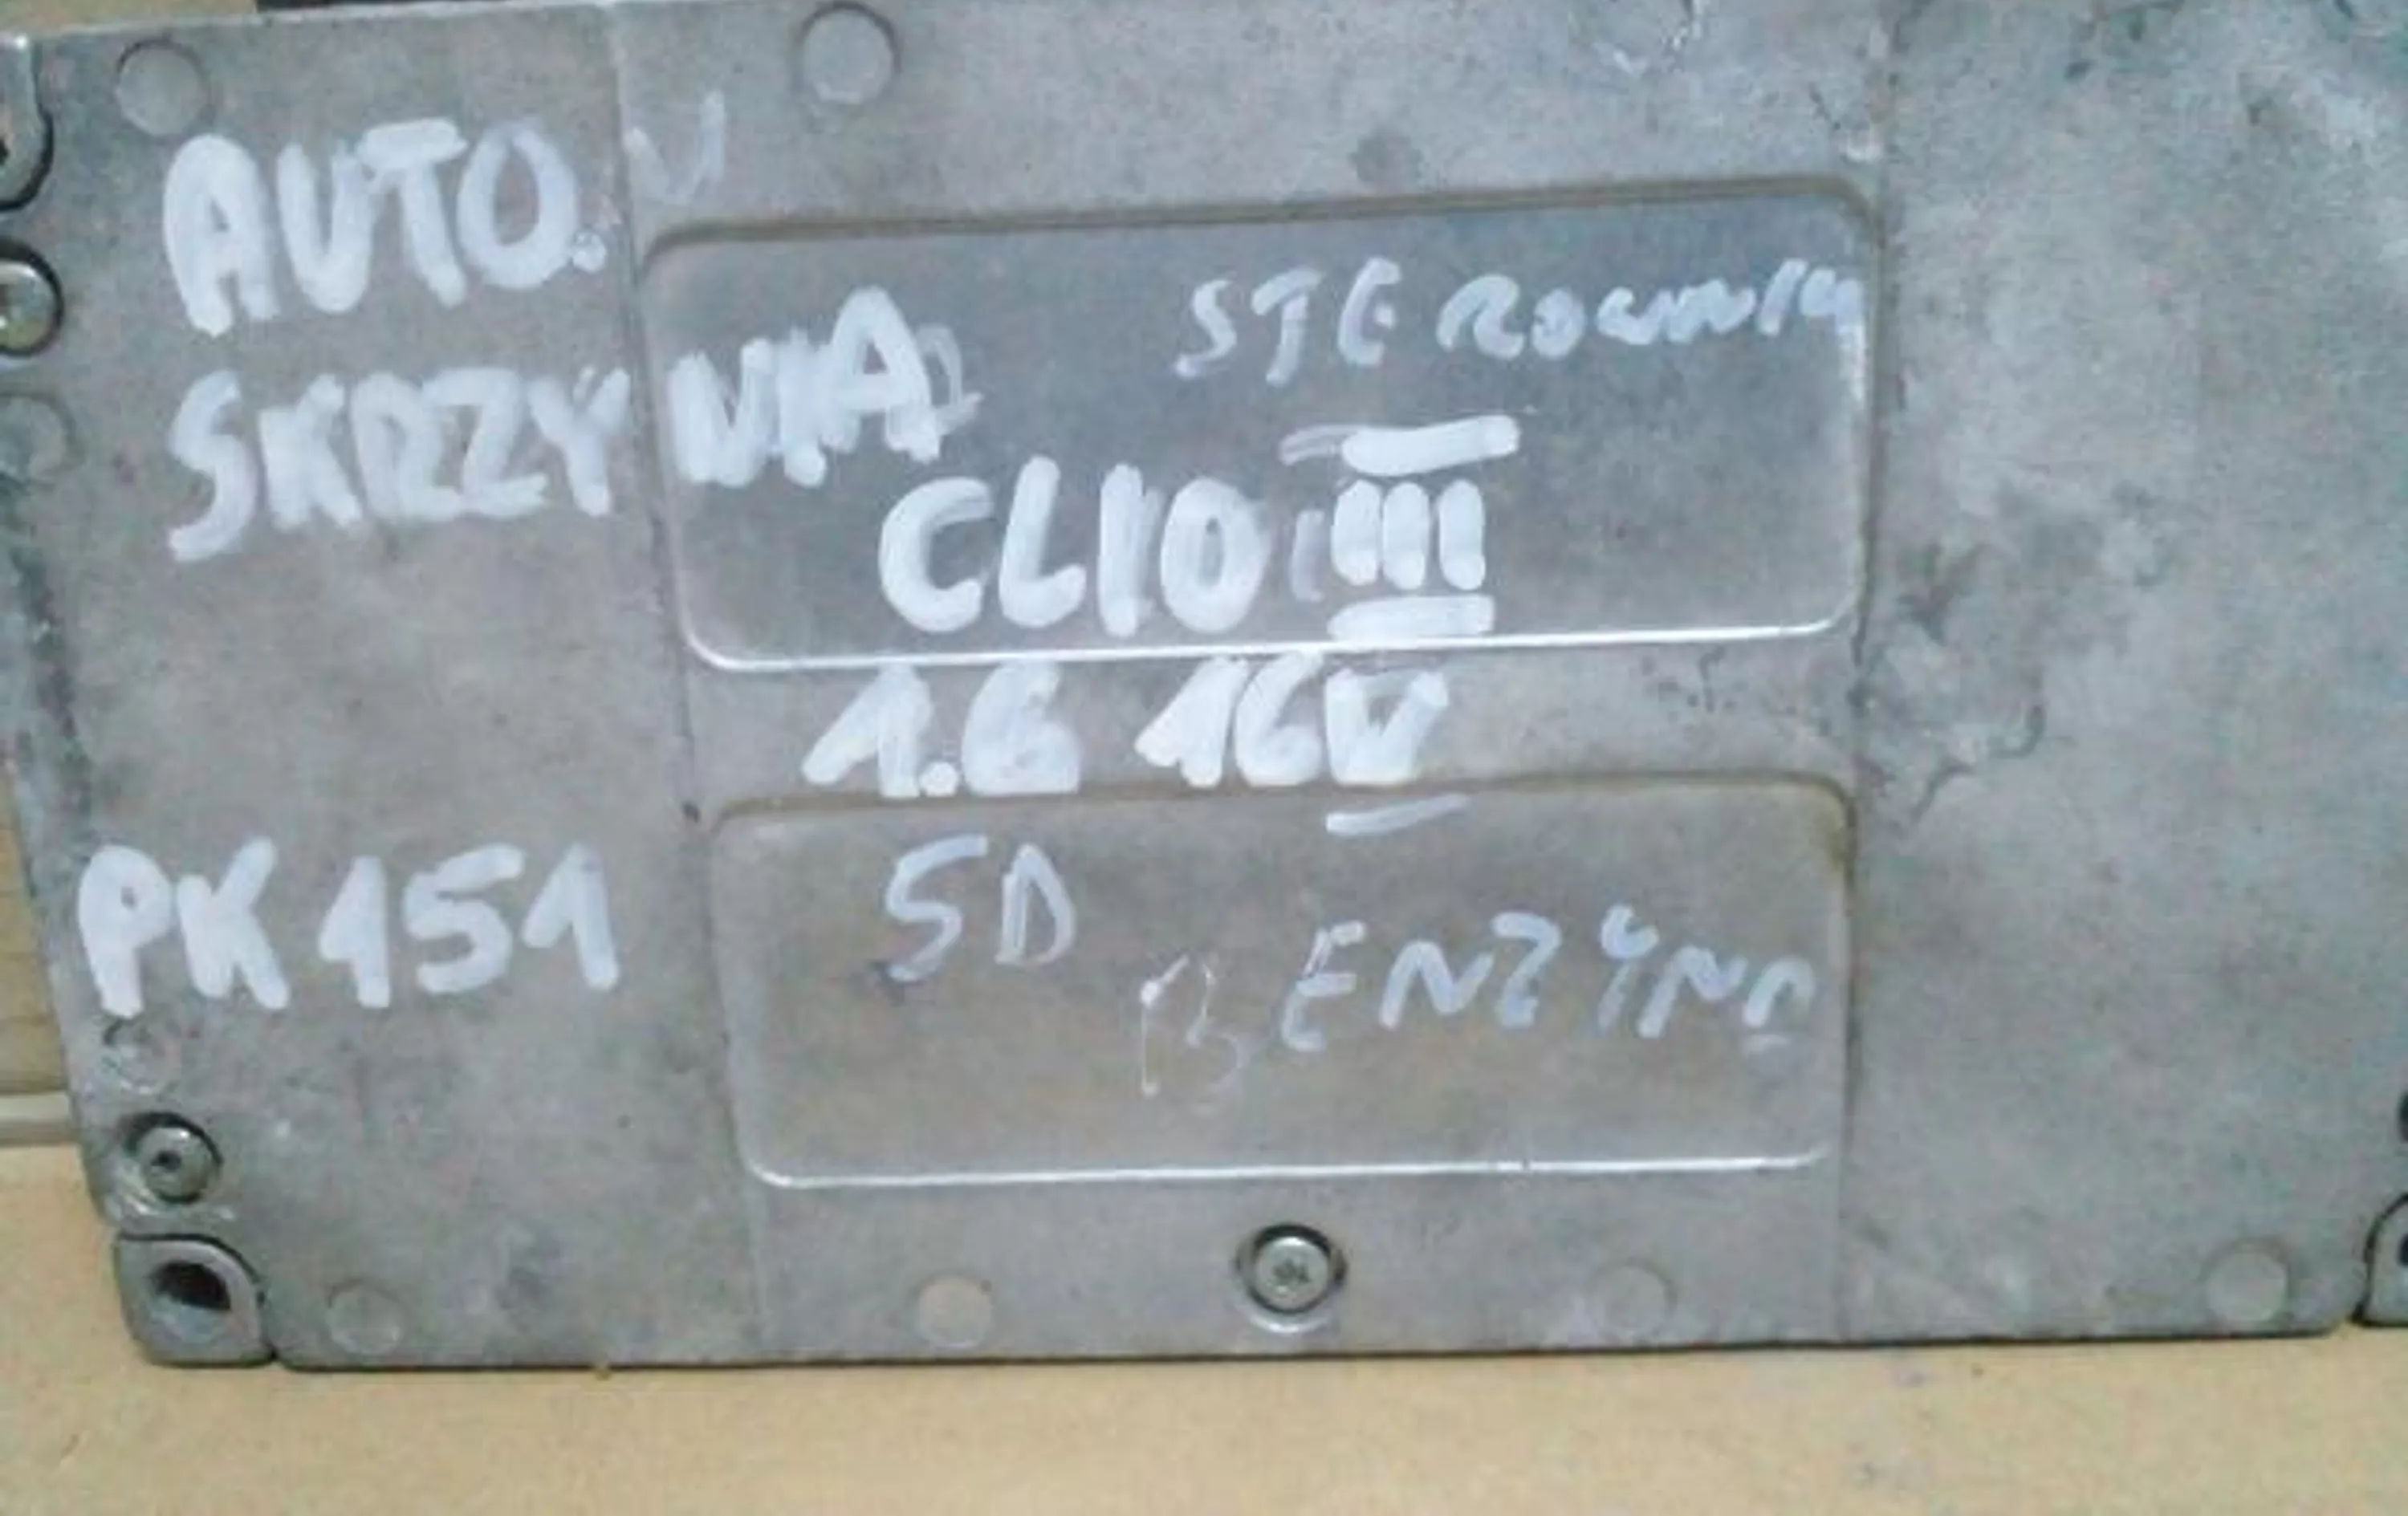 AUTO.
STEROWNIK
SKRZYNIA
CLIO III
1.6 16V
PK151
5D
BENZYNA